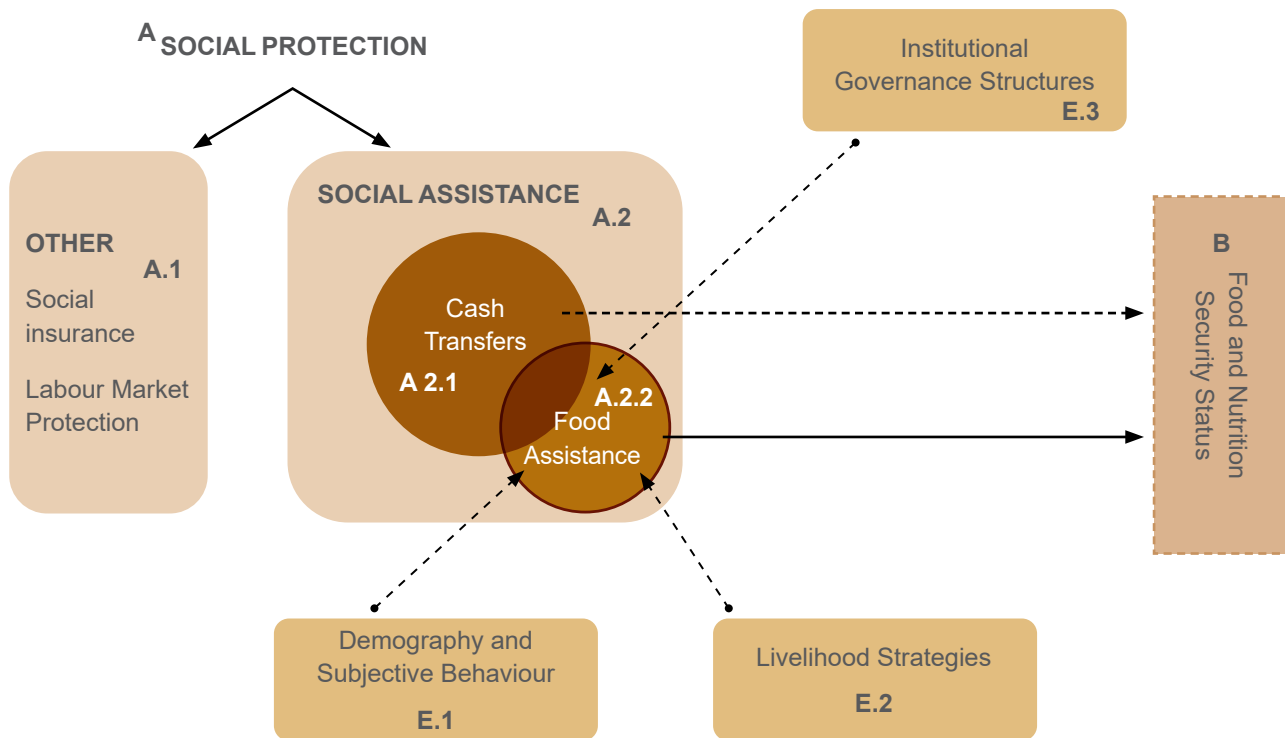 A SOCIAL PROTECTION
Institutional
Governance Structures
E.3
OTHER
A.1
Social
insurance
Labour Market
Protection
SOCIAL ASSISTANCE
A.2
Cash
Transfers
A 2.1
A.2.2
Food
Assistance
B
Food and Nutrition
Security Status
Demography and
Subjective Behaviour
E.1
Livelihood Strategies
E.2